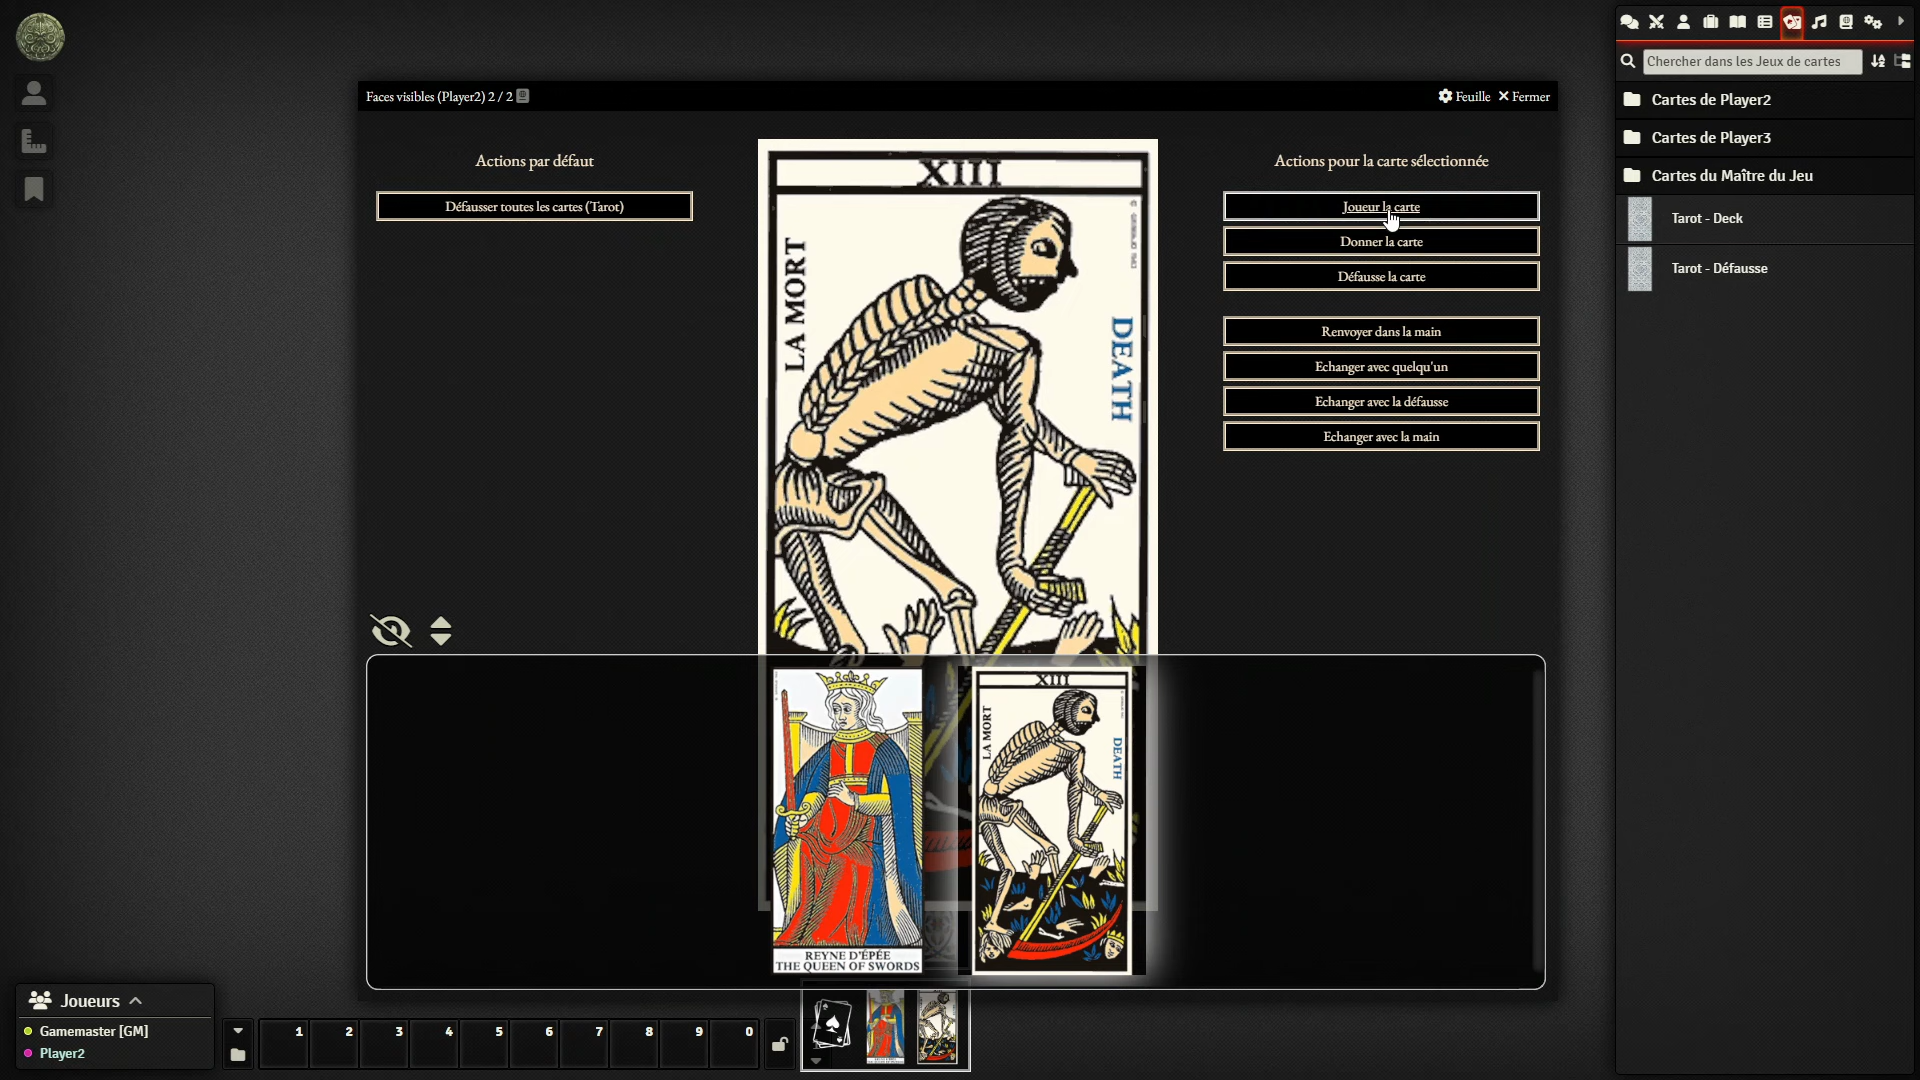 Faces visibles (Player2) 2 / 2
Feuille
Fermer
Actions par défaut
Défausser toutes les cartes (Tarot)
XIII
LA MORT
DEATH
Actions pour la carte sélectionnée
Joueur la carte
Donner la carte
Défausse la carte
Renvoyer dans la main
Echanger avec quelqu'un
Echanger avec la défausse
Echanger avec la main
Chercher dans les Jeux de cartes
Cartes de Player2
Cartes de Player3
Cartes du Maître du Jeu
Tarot - Deck
Tarot - Défausse
REYNE D'ÉPÉE
THE QUEEN OF SWORDS
XIII
LA MORT
DEATH
Joueurs
Gamemaster [GM]
Player2
1 2 3 4 5 6 7 8 9 0